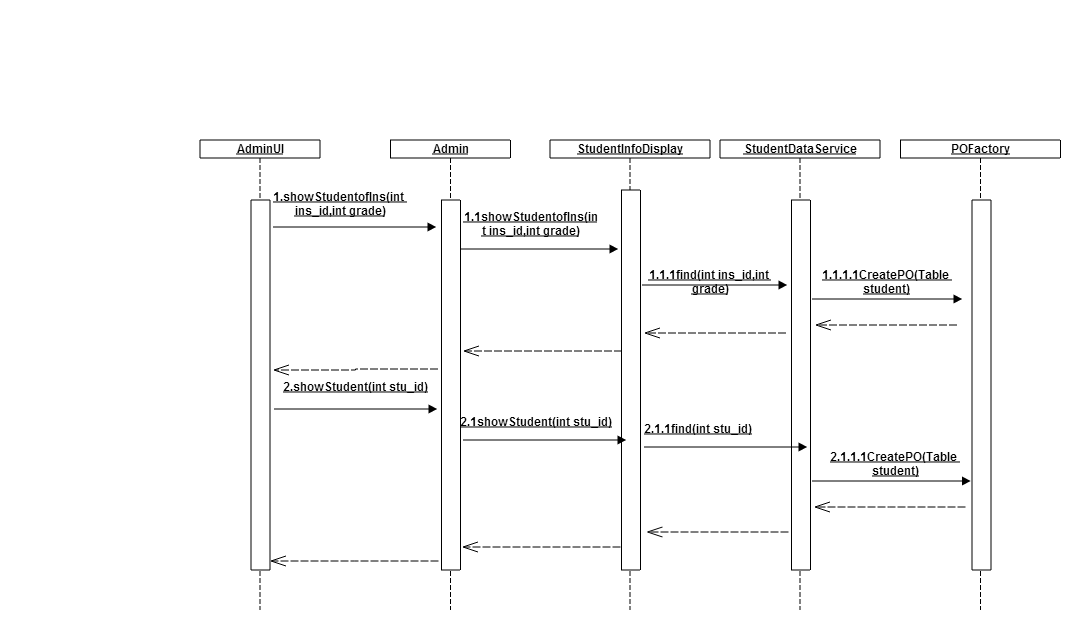 AdminUI
Admin
StudentInfoDisplay
StudentDataService
POFactory
1.showStudentofIns(int
ins_id,int grade)
1.1showStudentofIns(in
t ins_id,int grade)
1.1.1find(int ins_id,int
grade)
1.1.1.1CreatePO(Table
student)
2.showStudent(int stu_id)
2.1showStudent(int stu_id)
2.1.1find(int stu_id)
2.1.1.1CreatePO(Table
student)